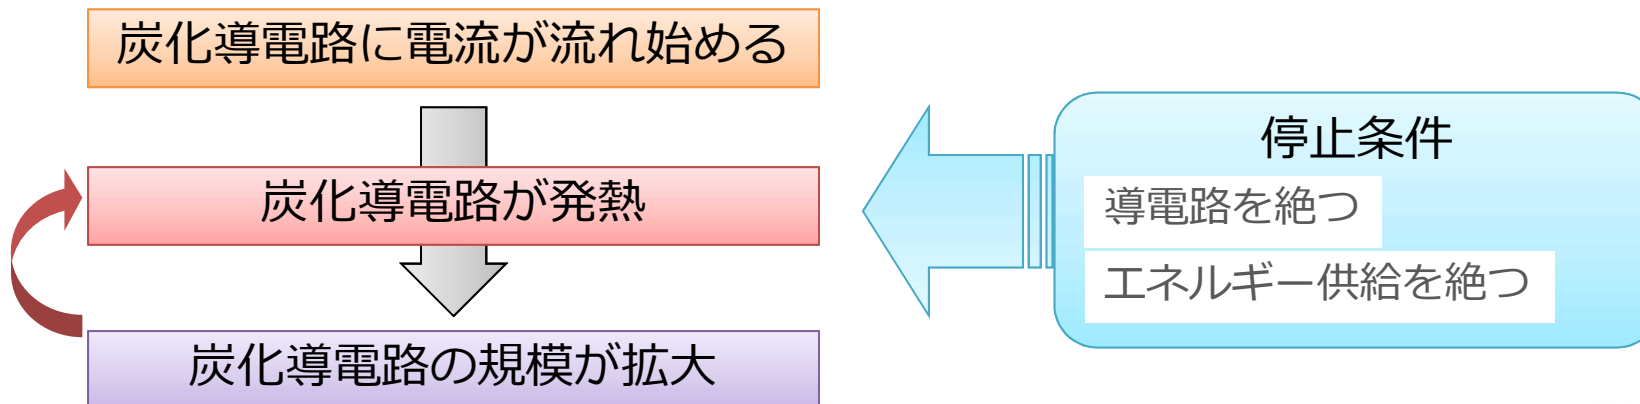 炭化導電路に電流が流れ始める
炭化導電路が発熱
炭化導電路の規模が拡大
停止条件
導電路を絶つ
エネルギー供給を絶つ